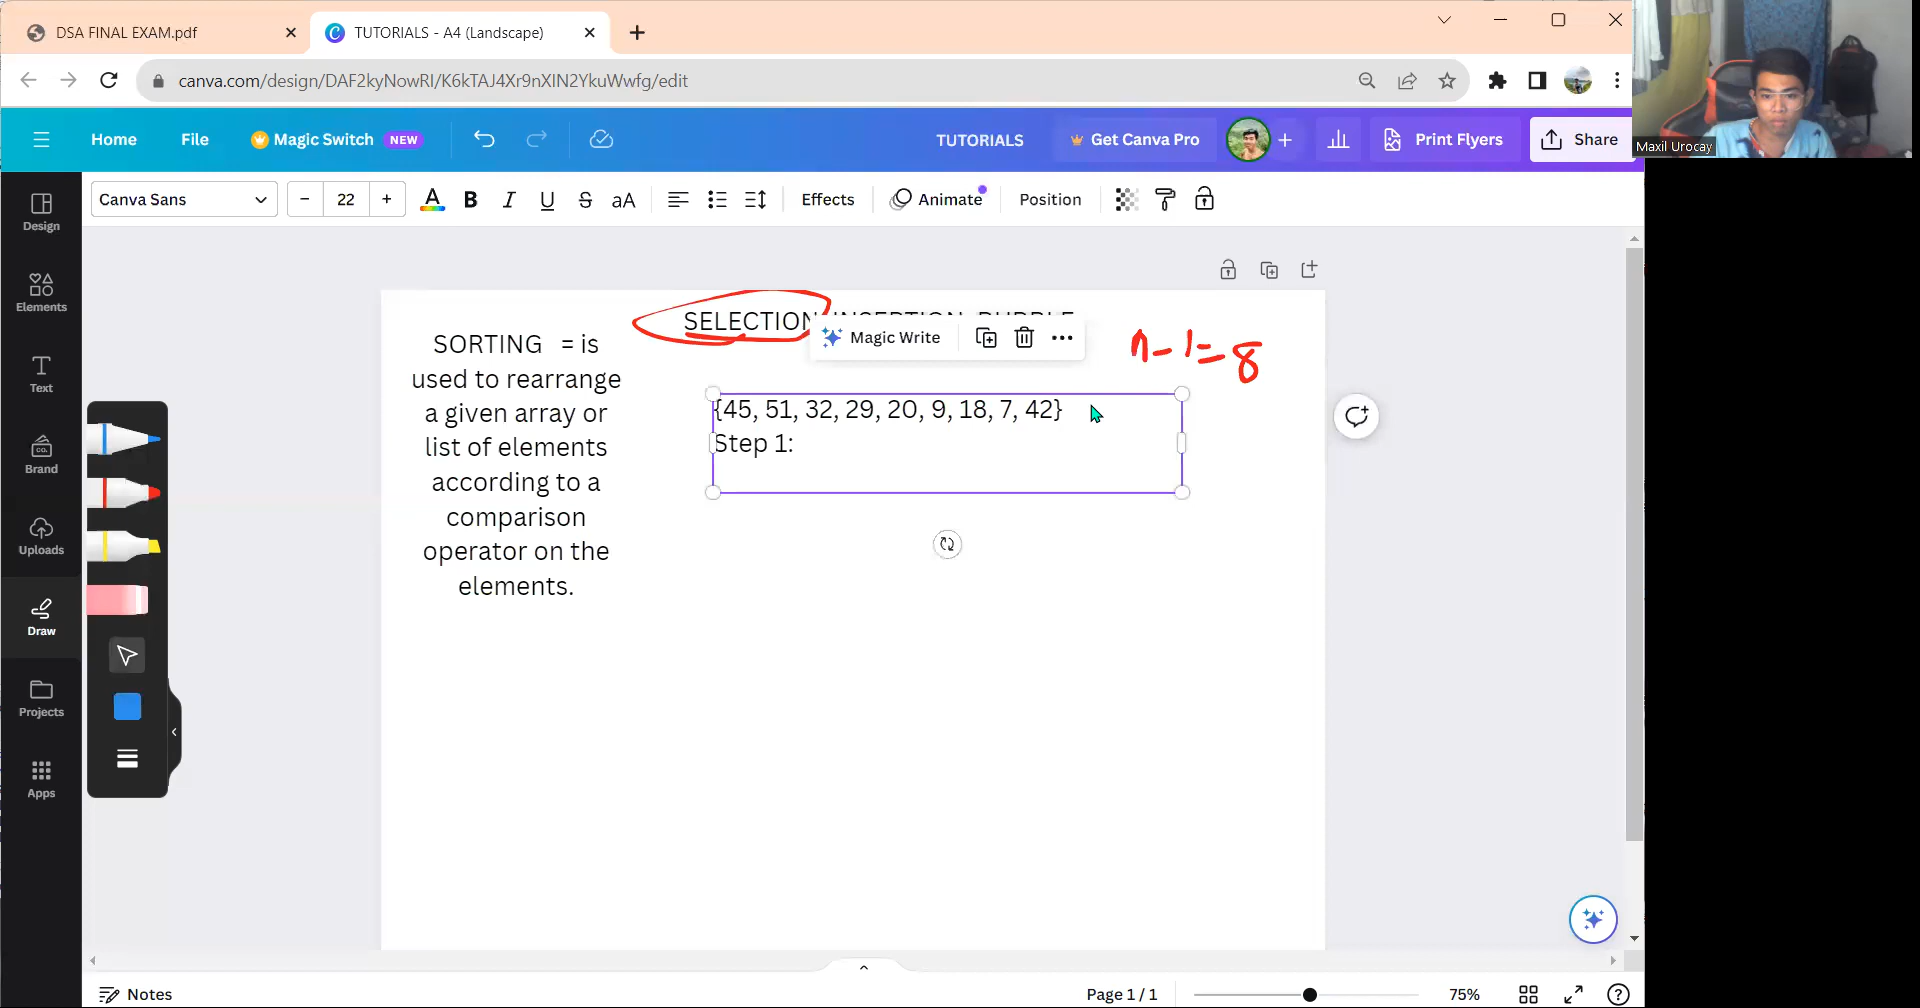 DSA FINAL EXAM.pdf
TUTORIALS - A4 (Landscape)
canva.com/design/DAF2kyNowRI/K6kTAJ4Xr9nXIN2YkuWwfg/edit
Home File Magic Switch NEW TUTORIALS Get Canva Pro Print Flyers Share
Maxil Urocay
Canva Sans 22 A B I U S aA Effects Animate Position
Design
Elements
Text
Brand
Uploads
Draw
Projects
Apps
SELECTION
Magic Write
n-1=8
SORTING = is
used to rearrange
a given array or
list of elements
according to a
comparison
operator on the
elements.
{45, 51, 32, 29, 20, 9, 18, 7, 42}
Step 1:
Notes Page 1 / 1 75%